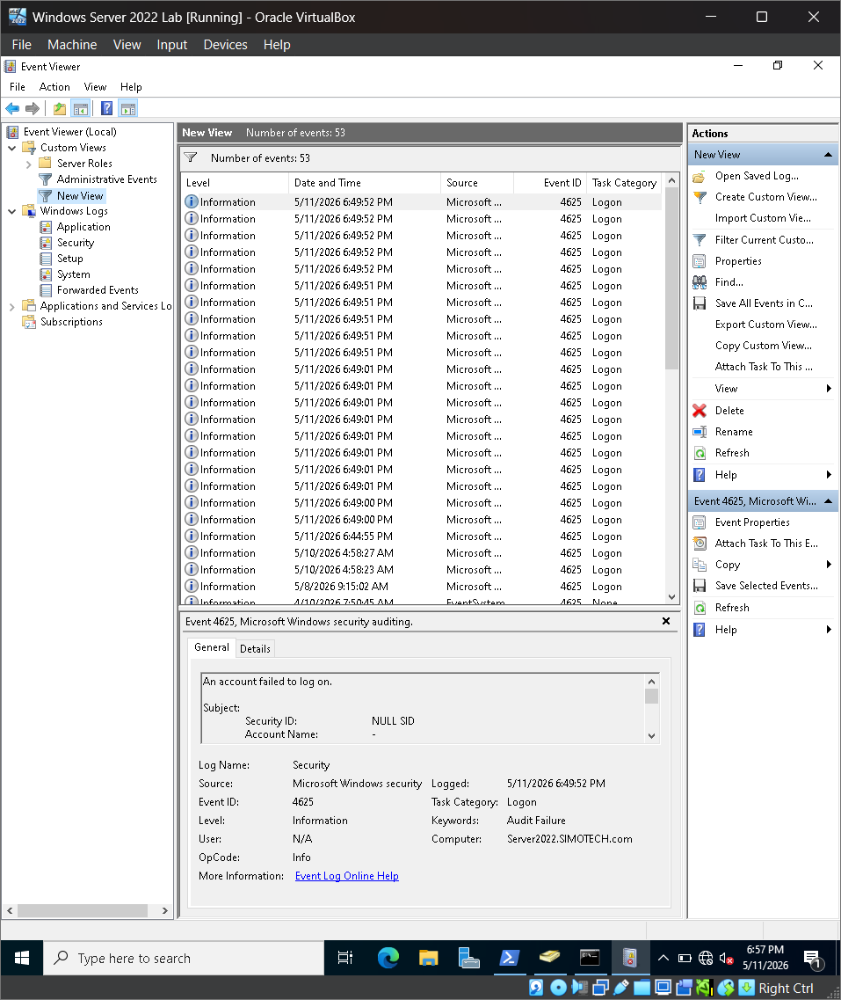 Windows Server 2022 Lab [Running] - Oracle VirtualBox
File Machine View Input Devices Help
Event Viewer
File Action View Help
Event Viewer (Local)
Custom Views
Server Roles
Administrative Events
New View
Windows Logs
Application
Security
Setup
System
Forwarded Events
Applications and Services Lo
Subscriptions
New View Number of events: 53
Number of events: 53
Level Date and Time Source Event ID Task Category
Information 5/11/2026 6:49:52 PM Microsoft ... 4625 Logon
Information 5/11/2026 6:49:52 PM Microsoft ... 4625 Logon
Information 5/11/2026 6:49:52 PM Microsoft ... 4625 Logon
Information 5/11/2026 6:49:52 PM Microsoft ... 4625 Logon
Information 5/11/2026 6:49:52 PM Microsoft ... 4625 Logon
Information 5/11/2026 6:49:51 PM Microsoft ... 4625 Logon
Information 5/11/2026 6:49:51 PM Microsoft ... 4625 Logon
Information 5/11/2026 6:49:51 PM Microsoft ... 4625 Logon
Information 5/11/2026 6:49:51 PM Microsoft ... 4625 Logon
Information 5/11/2026 6:49:51 PM Microsoft ... 4625 Logon
Information 5/11/2026 6:49:01 PM Microsoft ... 4625 Logon
Information 5/11/2026 6:49:01 PM Microsoft ... 4625 Logon
Information 5/11/2026 6:49:01 PM Microsoft ... 4625 Logon
Information 5/11/2026 6:49:01 PM Microsoft ... 4625 Logon
Information 5/11/2026 6:49:01 PM Microsoft ... 4625 Logon
Information 5/11/2026 6:49:01 PM Microsoft ... 4625 Logon
Information 5/11/2026 6:49:01 PM Microsoft ... 4625 Logon
Information 5/11/2026 6:49:01 PM Microsoft ... 4625 Logon
Information 5/11/2026 6:49:00 PM Microsoft ... 4625 Logon
Information 5/11/2026 6:49:00 PM Microsoft ... 4625 Logon
Information 5/11/2026 6:44:55 PM Microsoft ... 4625 Logon
Information 5/10/2026 4:58:27 AM Microsoft ... 4625 Logon
Information 5/10/2026 4:58:23 AM Microsoft ... 4625 Logon
Information 5/8/2026 9:15:02 AM Microsoft ... 4625 Logon
Information 4/10/2026 7:50:45 AM EventSystem 4625 None
Event 4625, Microsoft Windows security auditing.
General Details
An account failed to log on.
Subject:
Security ID: NULL SID
Account Name: -
Log Name: Security
Source: Microsoft Windows security Logged: 5/11/2026 6:49:52 PM
Event ID: 4625 Task Category: Logon
Level: Information Keywords: Audit Failure
User: N/A Computer: Server2022.SIMOTECH.com
OpCode: Info
More Information: Event Log Online Help
Actions
New View
Open Saved Log...
Create Custom View...
Import Custom Vie...
Filter Current Custo...
Properties
Find...
Save All Events in C...
Export Custom View...
Copy Custom View...
Attach Task To This ...
View
Delete
Rename
Refresh
Help
Event 4625, Microsoft Wi...
Event Properties
Attach Task To This E...
Copy
Save Selected Events...
Refresh
Help
Type here to search
6:57 PM
5/11/2026
1
Right Ctrl